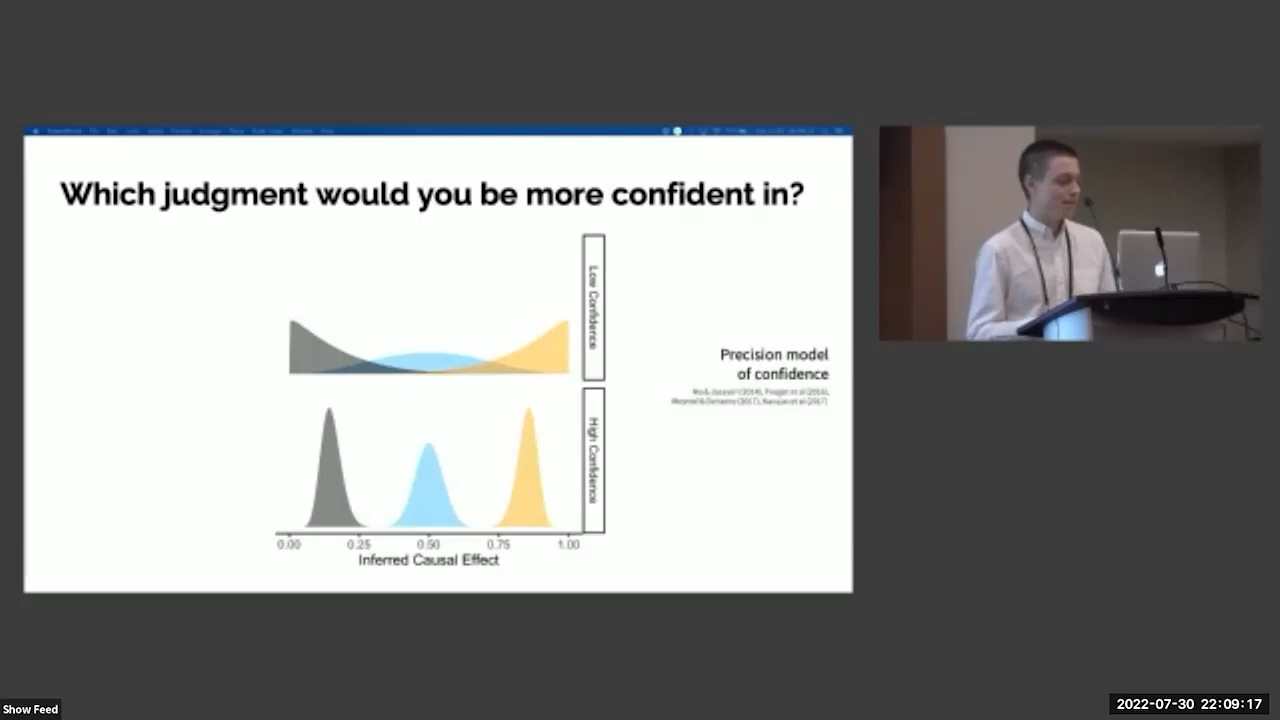 Which judgment would you be more confident in?
Low Confidence
Precision model
of confidence
High Confidence
0.00 0.25 0.50 0.75 1.00
Inferred Causal Effect
Show Feed
2022-07-30 22:09:17